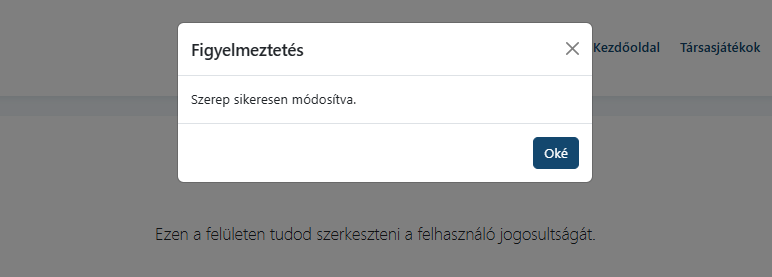 Figyelmeztetés
Kezdőoldal Társasjátékok
Szerep sikeresen módosítva.
Oké
Ezen a felületen tudod szerkeszteni a felhasználó jogosultságát.